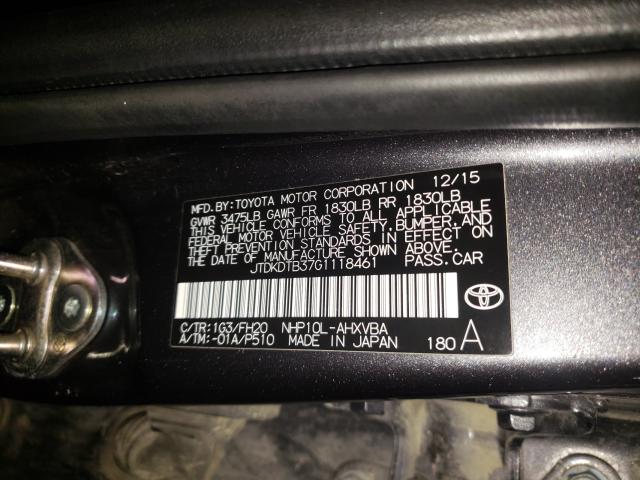 MFD. BY: TOYOTA MOTOR CORPORATION 12/15
GVWR 3475LB GAWR FR 1830LB RR 1830LB
THIS VEHICLE CONFORMS TO ALL APPLICABLE
FEDERAL MOTOR VEHICLE SAFETY, BUMPER, AND
THEFT PREVENTION STANDARDS IN EFFECT ON
THE DATE OF MANUFACTURE SHOWN ABOVE.
JTDKDTB37G1118461 PASS. CAR
C/TR: 1G3/FH20 NHP10L-AHXVBA
A/TM: -01A/P510 MADE IN JAPAN 180 A